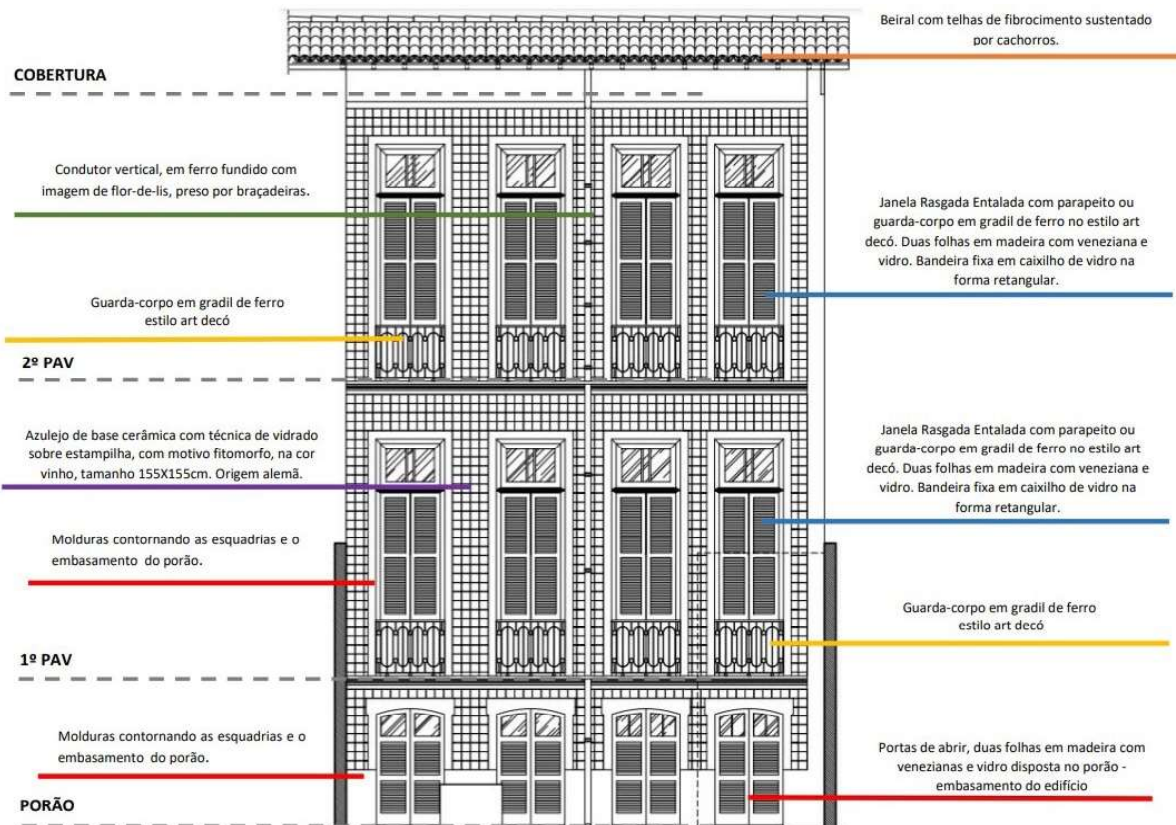 Beiral com telhas de fibrocimento sustentado
por cachorros.
COBERTURA
Condutor vertical, em ferro fundido com
imagem de flor-de-lis, preso por braçadeiras.
Janela Rasgada Entalada com parapeito ou
guarda-corpo em gradil de ferro no estilo art
decó. Duas folhas em madeira com veneziana e
vidro. Bandeira fixa em caixilho de vidro na
forma retangular.
Guarda-corpo em gradil de ferro
estilo art decó
2º PAV
Azulejo de base cerâmica com técnica de vidrado
sobre estampilha, com motivo fitomorfo, na cor
vinho, tamanho 155X155cm. Origem alemã.
Janela Rasgada Entalada com parapeito ou
guarda-corpo em gradil de ferro no estilo art
decó. Duas folhas em madeira com veneziana e
vidro. Bandeira fixa em caixilho de vidro na
forma retangular.
Molduras contornando as esquadrias e o
embasamento do porão.
Guarda-corpo em gradil de ferro
estilo art decó
1º PAV
Molduras contornando as esquadrias e o
embasamento do porão.
Portas de abrir, duas folhas em madeira com
venezianas e vidro disposta no porão -
embasamento do edifício
PORÃO